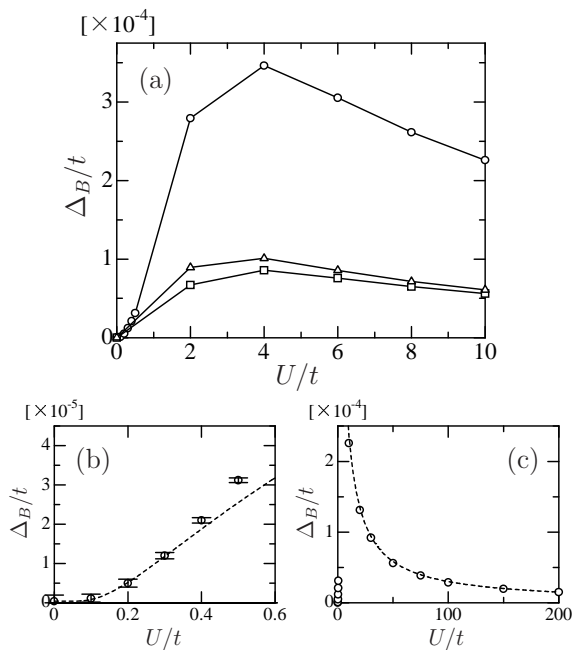 [×10⁻⁴]
(a)
3
2
1
0
Δ_B/t
0 2 4 6 8 10
U/t
[×10⁻⁵]
(b)
4
3
2
1
0
Δ_B/t
0 0.2 0.4 0.6
U/t
[×10⁻⁴]
(c)
2
1
0
Δ_B/t
0 100 200
U/t